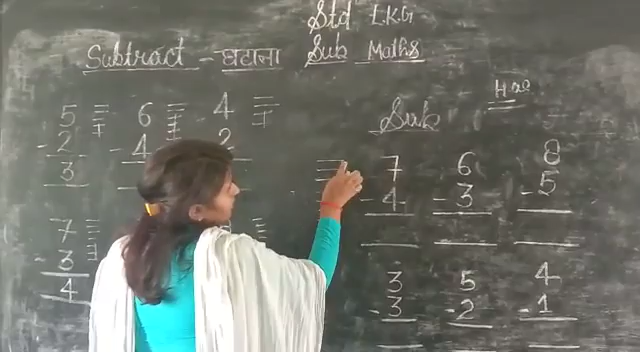 Std L.K.G
Subtract - घटाना Sub Maths
H.W
Sub
5 6 4
- 2 - 4 2
3
7 6 8
- 4 - 3 - 5
7
- 3
4
3 5 4
- 3 - 2 - 1